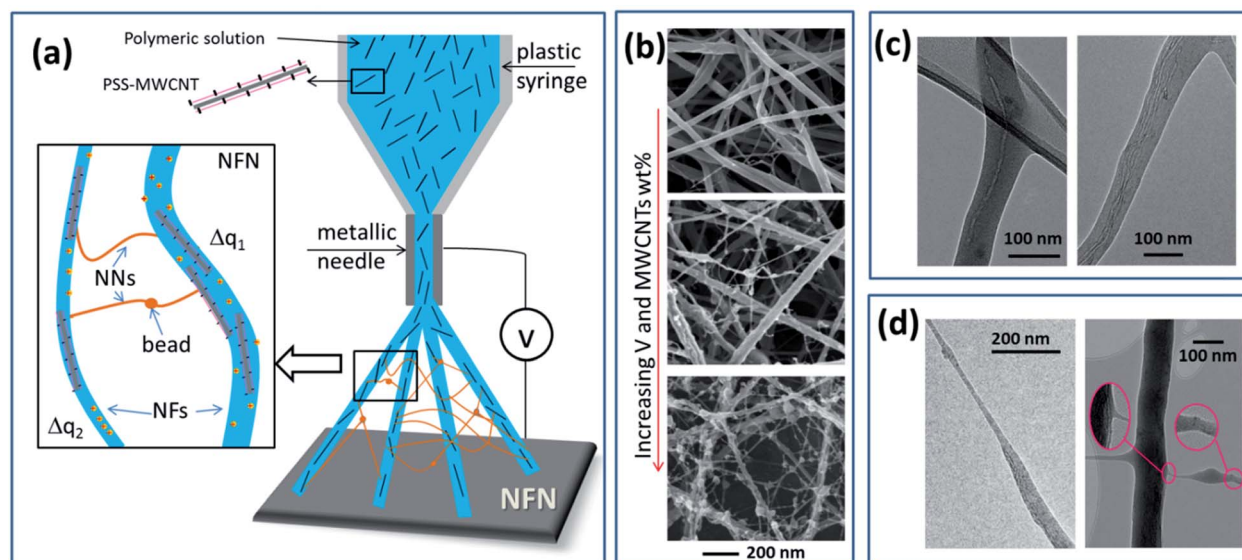 (a)
Polymeric solution
PSS-MWCNT
plastic
syringe
NFN
Δq1
NNs
bead
NFs
Δq2
metallic
needle
V
NFN
(b)
Increasing V and MWCNTs wt%
200 nm
(c)
100 nm
100 nm
(d)
200 nm
100 nm